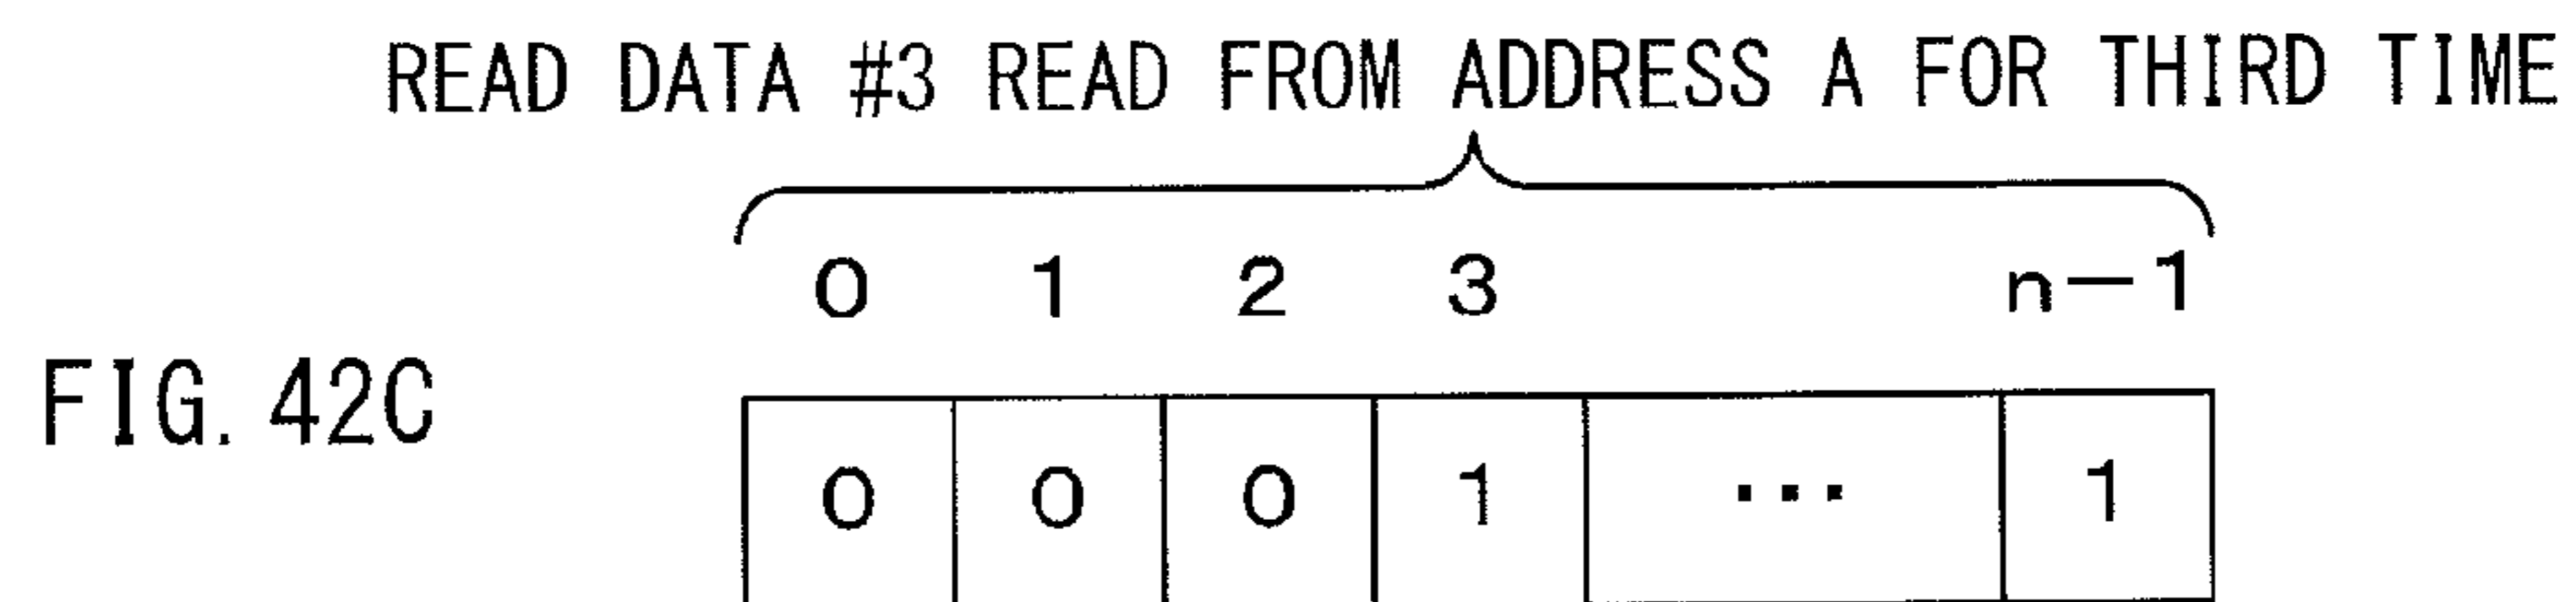 READ DATA #3 READ FROM ADDRESS A FOR THIRD TIME
0 1 2 3 n-1
FIG. 42C
0 0 0 1 ... 1